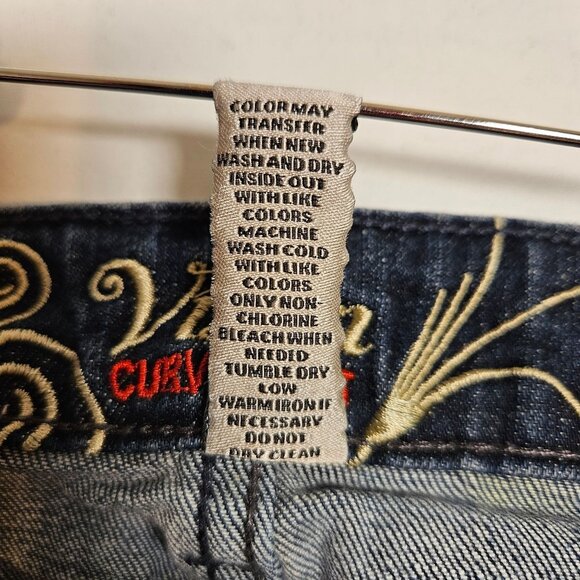 COLOR MAY
TRANSFER
WHEN NEW
WASH AND DRY
INSIDE OUT
WITH LIKE
COLORS
MACHINE
WASH COLD
WITH LIKE
COLORS
ONLY NON-
CHLORINE
BLEACH WHEN
NEEDED
TUMBLE DRY
LOW
WARM IRON IF
NECESSARY
DO NOT
DRY CLEAN